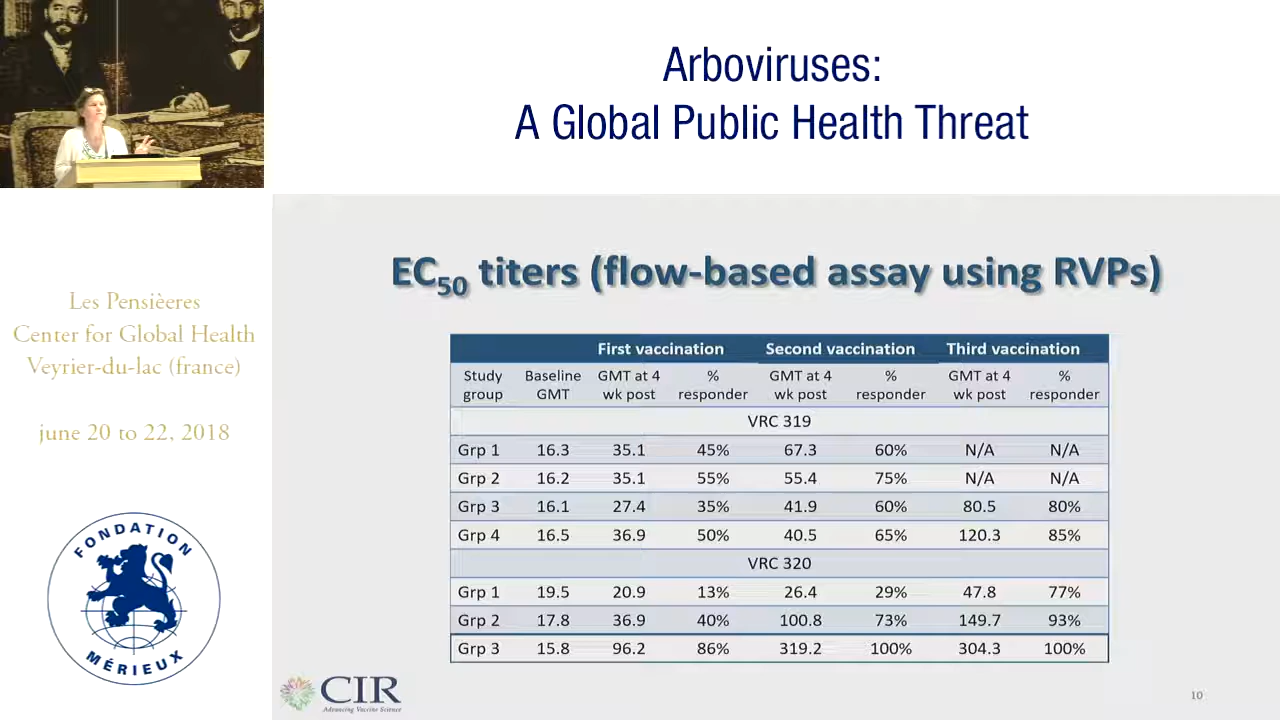 Arboviruses:
A Global Public Health Threat
Les Pensièeres
Center for Global Health
Veyrier-du-lac (france)
june 20 to 22, 2018
FONDATION
MÉRIEUX
EC50 titers (flow-based assay using RVPs)
First vaccination Second vaccination Third vaccination
Study group Baseline GMT GMT at 4 wk post % responder GMT at 4 wk post % responder GMT at 4 wk post % responder
VRC 319
Grp 1 16.3 35.1 45% 67.3 60% N/A N/A
Grp 2 16.2 35.1 55% 55.4 75% N/A N/A
Grp 3 16.1 27.4 35% 41.9 60% 80.5 80%
Grp 4 16.5 36.9 50% 40.5 65% 120.3 85%
VRC 320
Grp 1 19.5 20.9 13% 26.4 29% 47.8 77%
Grp 2 17.8 36.9 40% 100.8 73% 149.7 93%
Grp 3 15.8 96.2 86% 319.2 100% 304.3 100%
CIR
Advancing Vaccine Science
10